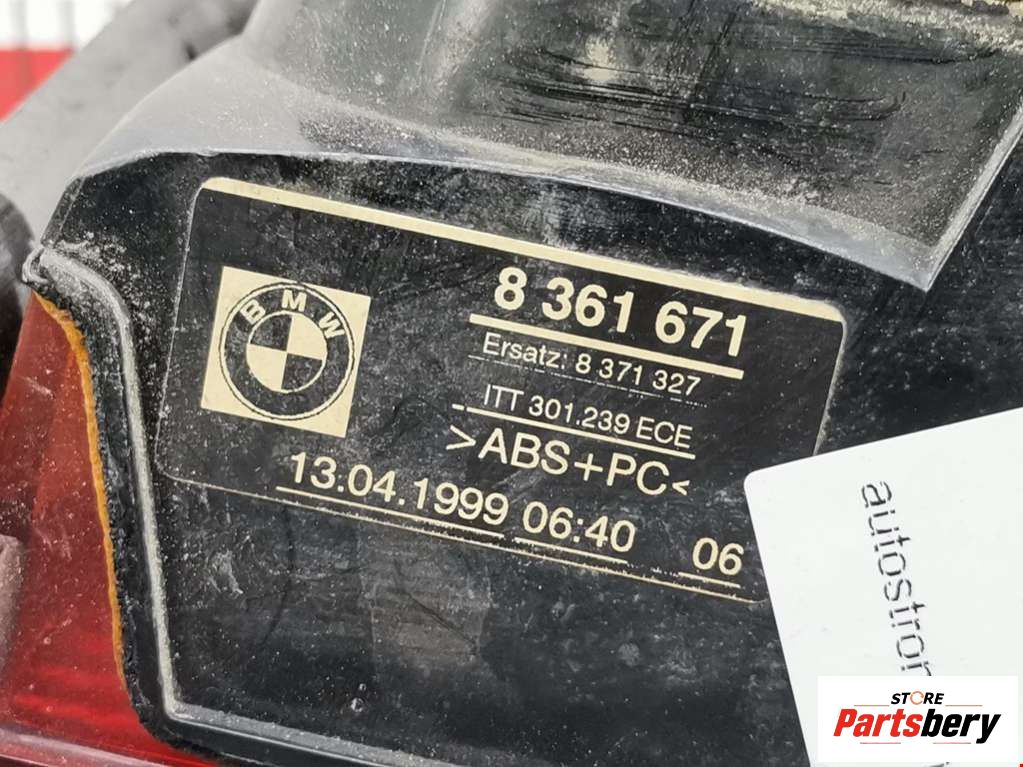 BMW
8 361 671
Ersatz: 8 371 327
ITT 301.239 ECE
>ABS+PC<
13.04.1999 06:40 06
STORE
Partsbery